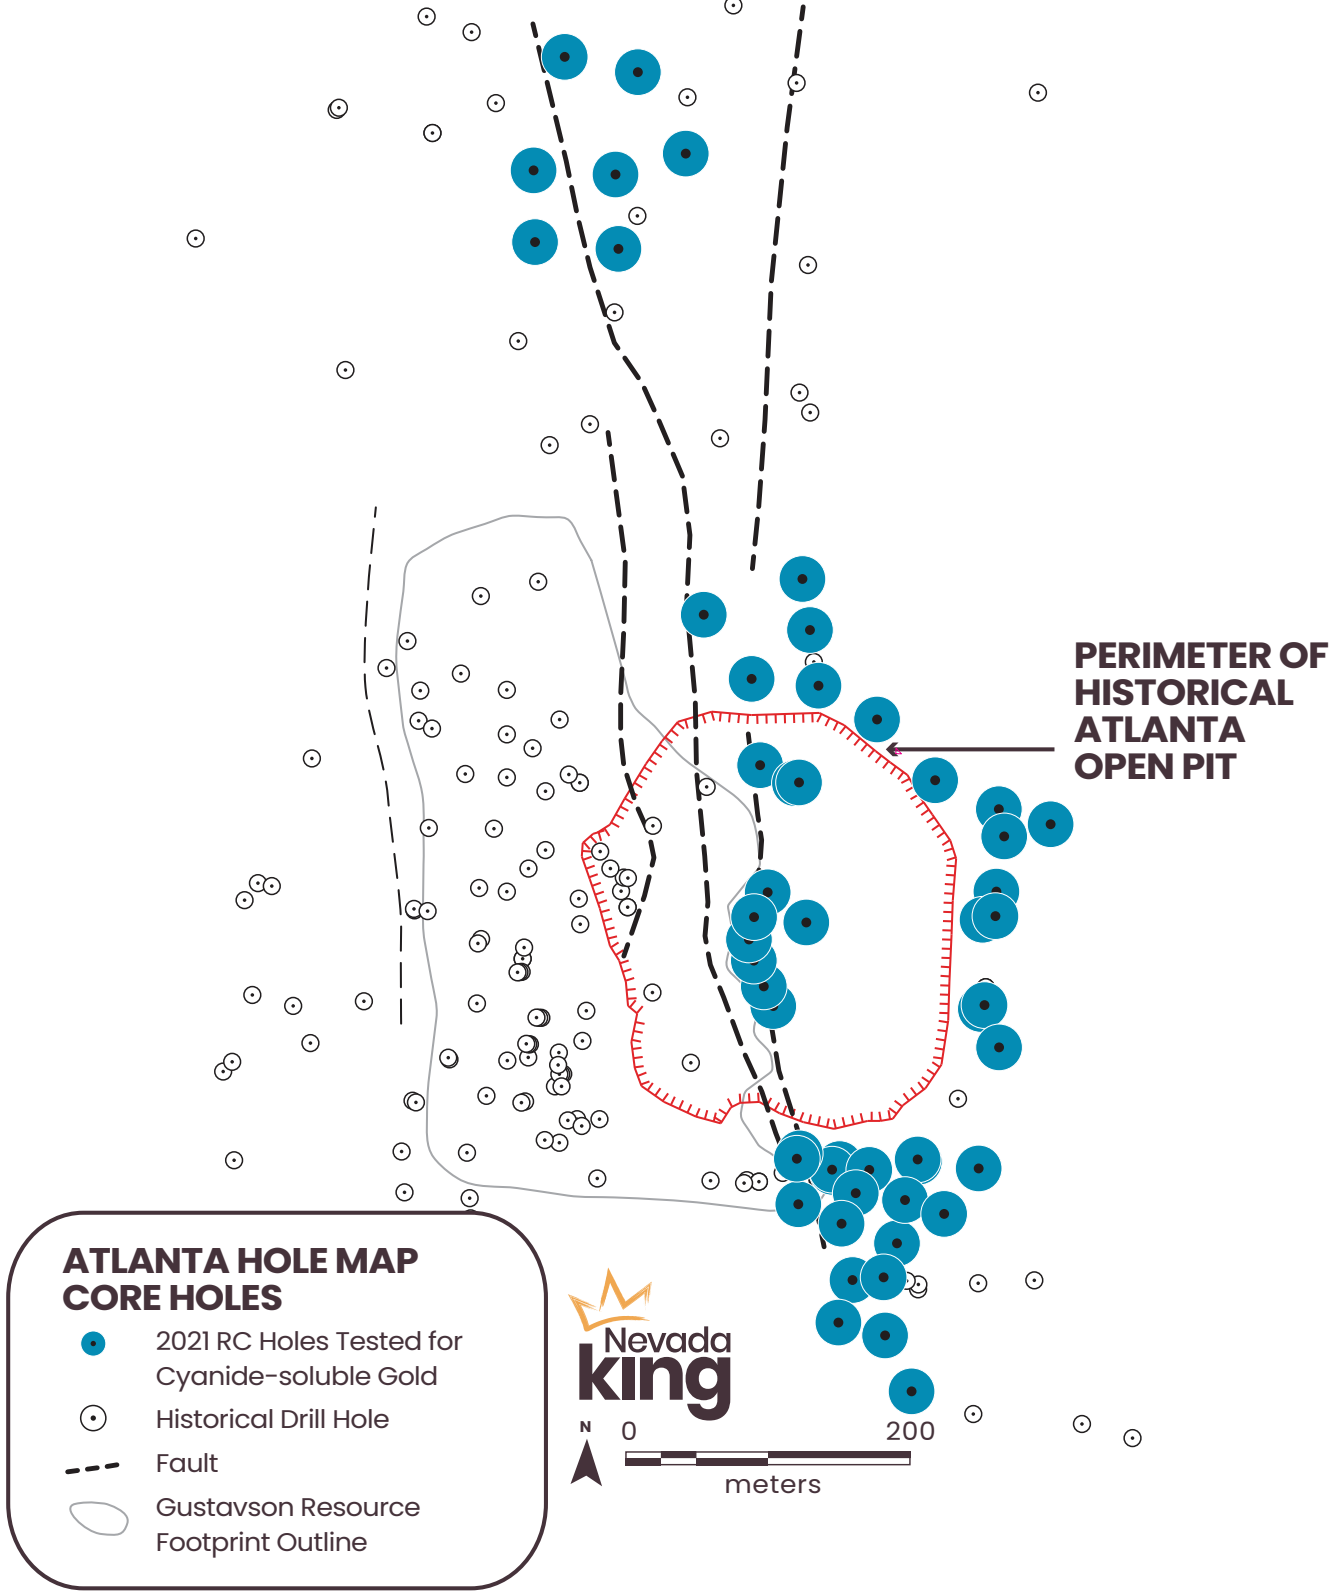 PERIMETER OF
HISTORICAL
ATLANTA
OPEN PIT
ATLANTA HOLE MAP
CORE HOLES
2021 RC Holes Tested for
Cyanide-soluble Gold
Historical Drill Hole
Fault
Gustavson Resource
Footprint Outline
Nevada
king
N
0 200
meters